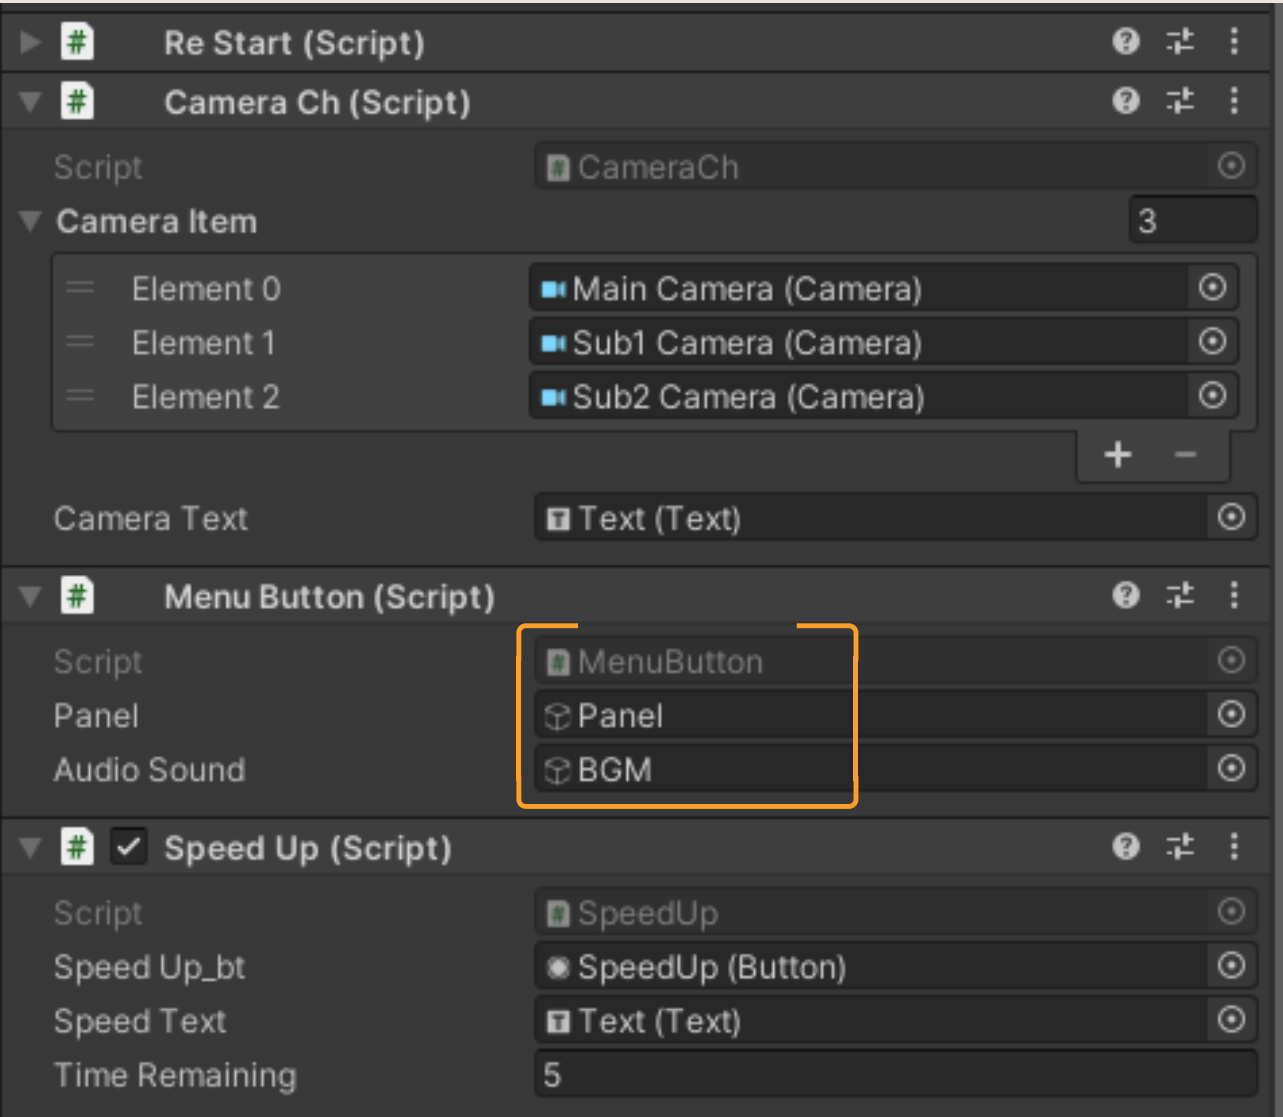 Re Start (Script)
Camera Ch (Script)
Script CameraCh
Camera Item 3
Element 0 Main Camera (Camera)
Element 1 Sub1 Camera (Camera)
Element 2 Sub2 Camera (Camera)
Camera Text Text (Text)
Menu Button (Script)
Script MenuButton
Panel Panel
Audio Sound BGM
Speed Up (Script)
Script SpeedUp
Speed Up_bt SpeedUp (Button)
Speed Text Text (Text)
Time Remaining 5